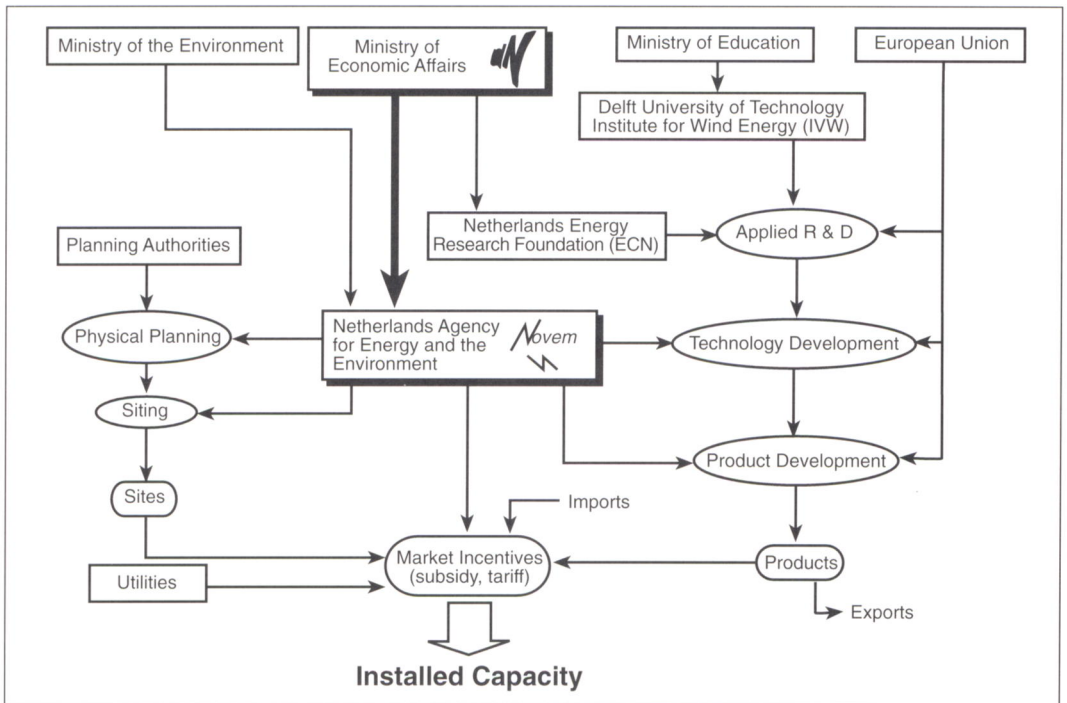 Ministry of the Environment
Ministry of
Economic Affairs
Ministry of Education
European Union
Delft University of Technology
Institute for Wind Energy (IVW)
Netherlands Energy
Research Foundation (ECN)
Applied R & D
Planning Authorities
Physical Planning
Netherlands Agency
for Energy and the
Environment
Novem
Technology Development
Siting
Product Development
Sites
Imports
Market Incentives
(subsidy, tariff)
Products
Utilities
Exports
Installed Capacity